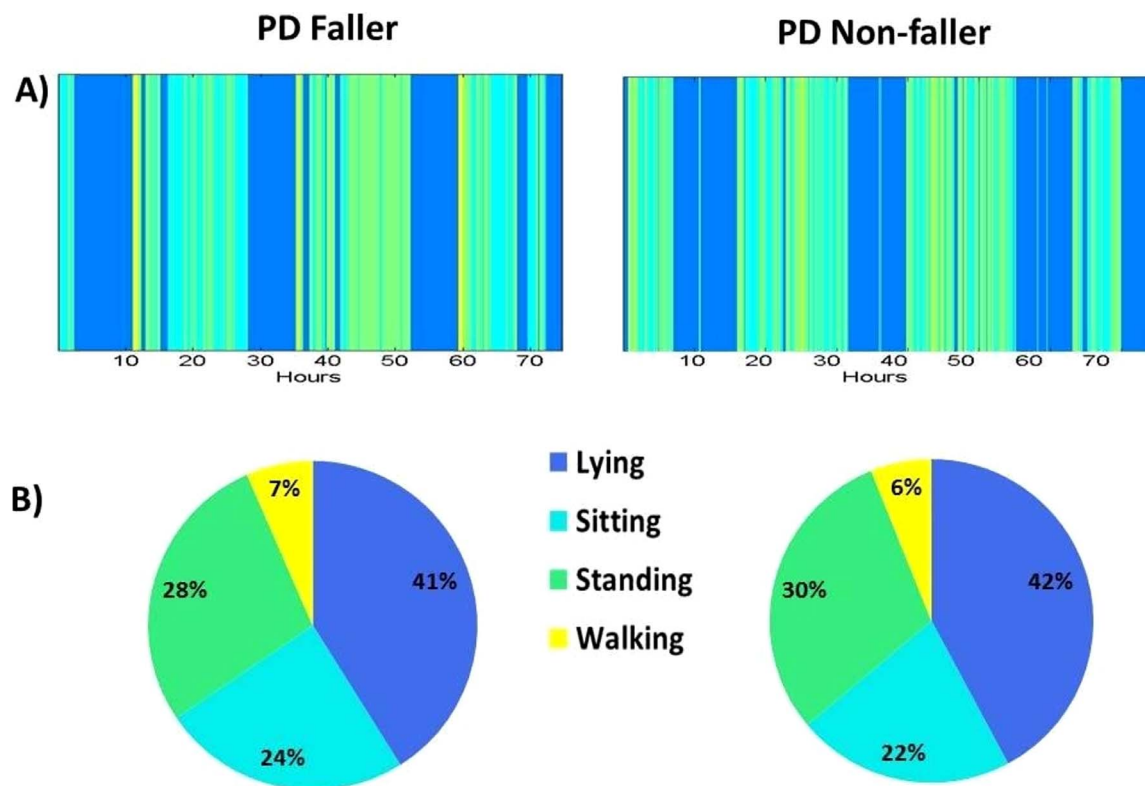 PD Faller
PD Non-faller
A)
10 20 30 40 50 60 70
Hours
10 20 30 40 50 60 70
Hours
B)
7%
41%
28%
24%
Lying
Sitting
Standing
Walking
6%
42%
30%
22%